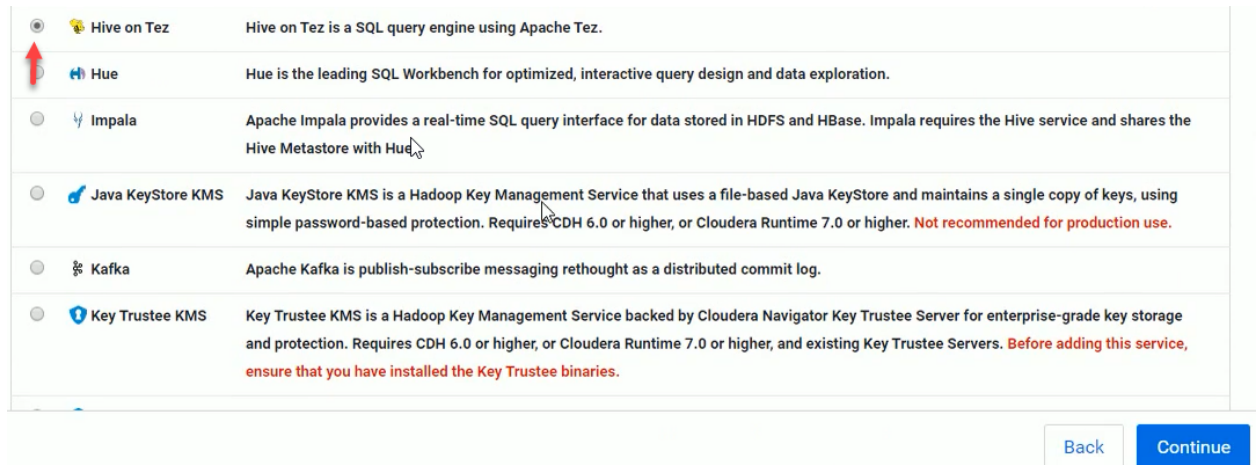 Hive on Tez
Hive on Tez is a SQL query engine using Apache Tez.
Hue
Hue is the leading SQL Workbench for optimized, interactive query design and data exploration.
Impala
Apache Impala provides a real-time SQL query interface for data stored in HDFS and HBase. Impala requires the Hive service and shares the
Hive Metastore with Hue.
Java KeyStore KMS
Java KeyStore KMS is a Hadoop Key Management Service that uses a file-based Java KeyStore and maintains a single copy of keys, using
simple password-based protection. Requires CDH 6.0 or higher, or Cloudera Runtime 7.0 or higher. Not recommended for production use.
Kafka
Apache Kafka is publish-subscribe messaging rethought as a distributed commit log.
Key Trustee KMS
Key Trustee KMS is a Hadoop Key Management Service backed by Cloudera Navigator Key Trustee Server for enterprise-grade key storage
and protection. Requires CDH 6.0 or higher, or Cloudera Runtime 7.0 or higher, and existing Key Trustee Servers. Before adding this service,
ensure that you have installed the Key Trustee binaries.
Back
Continue